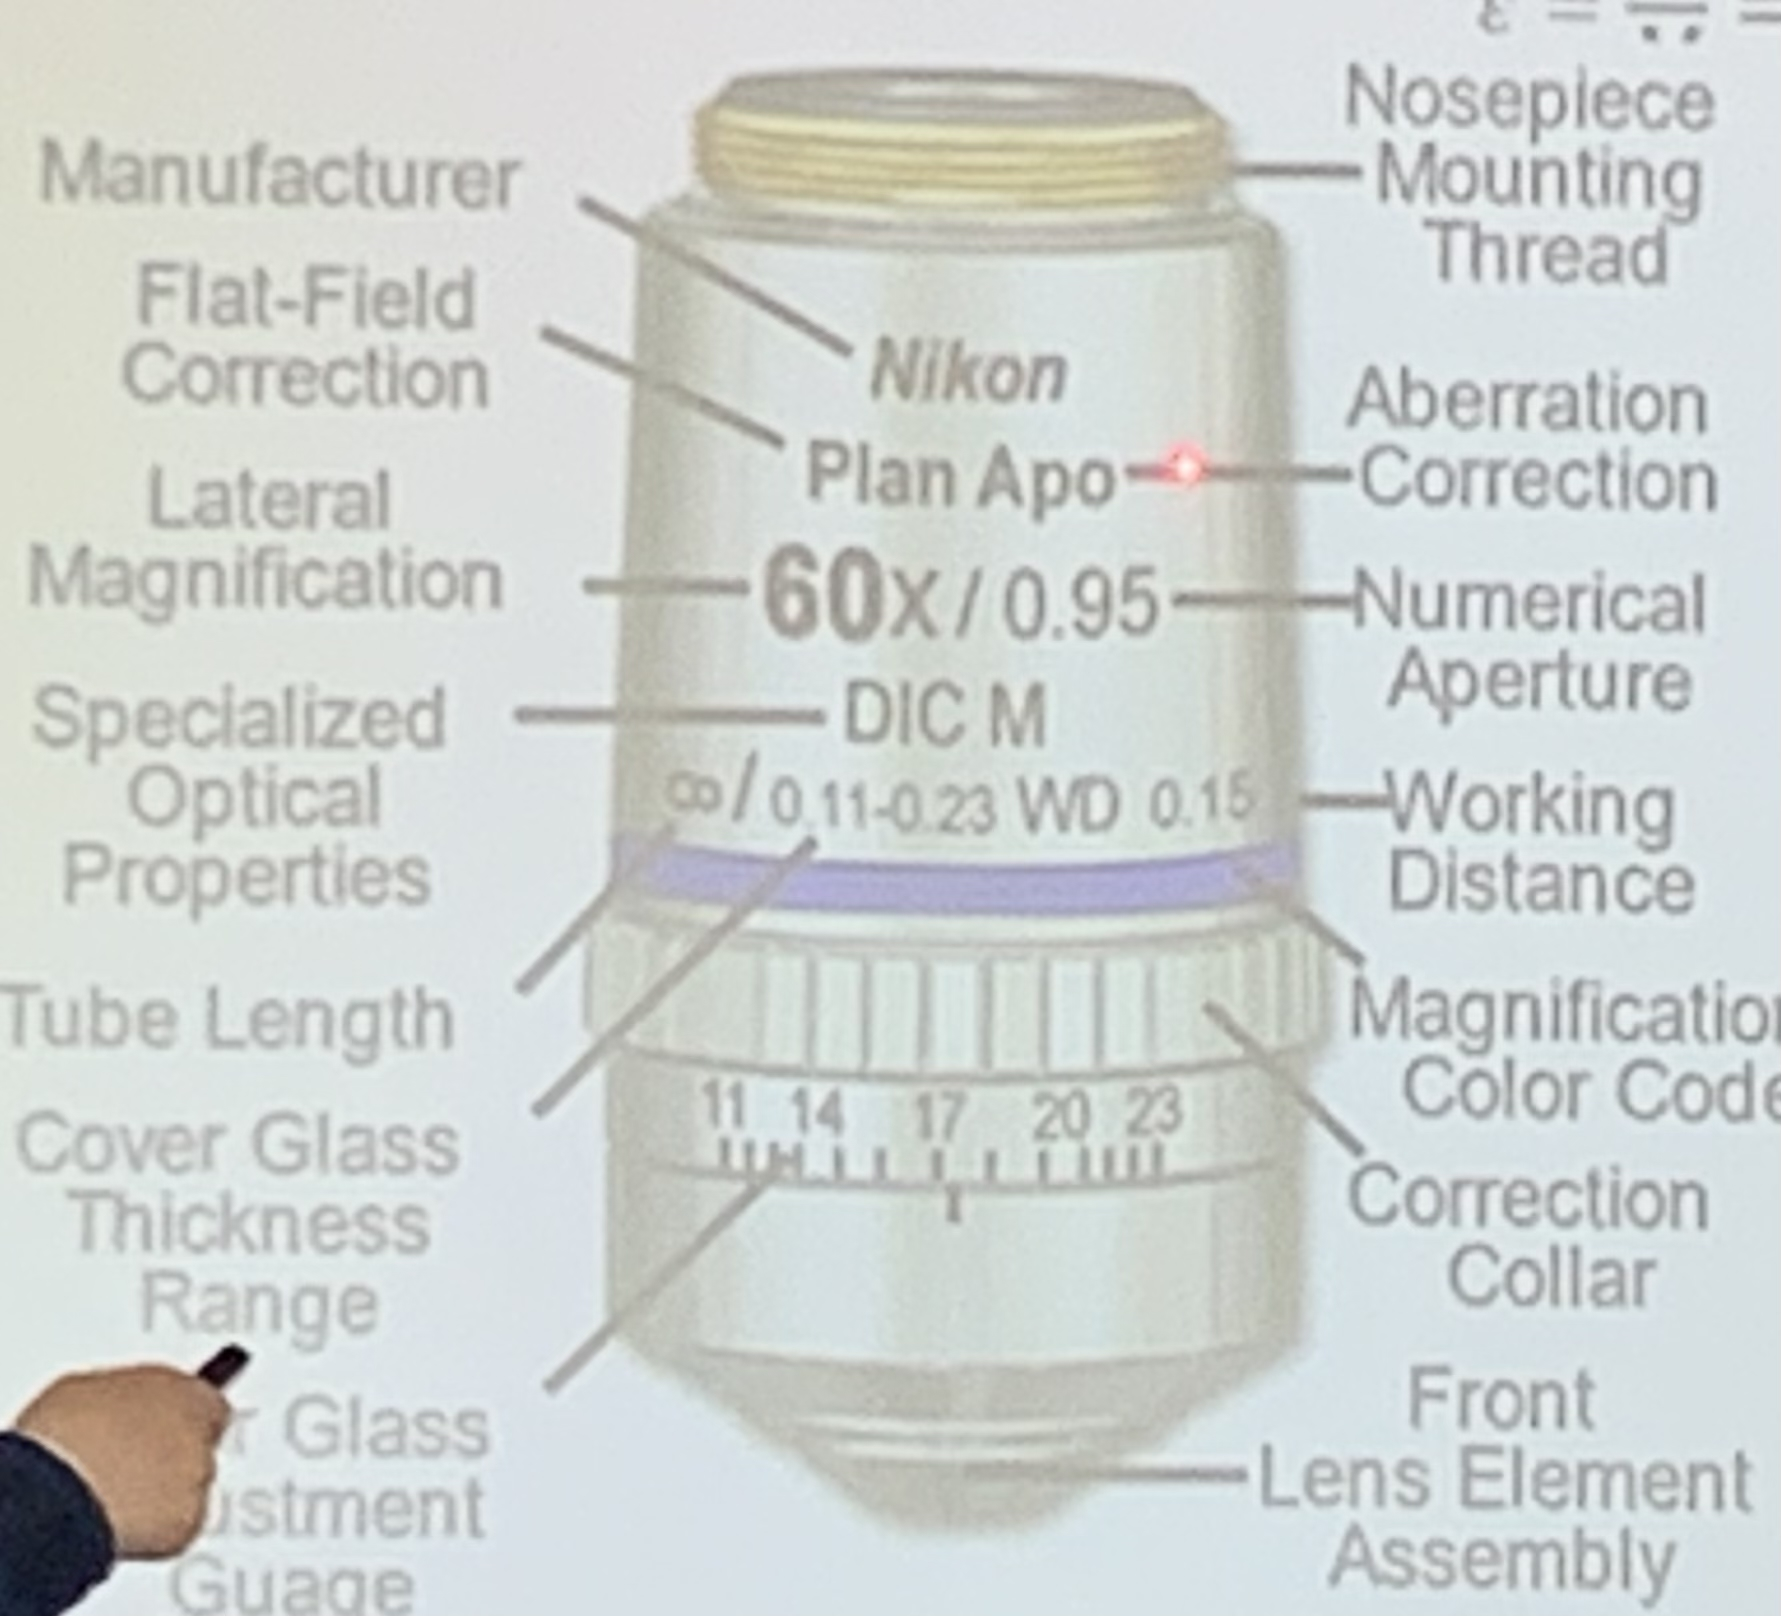 Nosepiece
Mounting
Thread
Manufacturer
Flat-Field
Correction
Nikon
Aberration
Correction
Plan Apo
Lateral
Magnification
60X / 0.95
Numerical
Aperture
Specialized
Optical
Properties
DIC M
∞ / 0.11-0.23 WD 0.15
Working
Distance
Tube Length
Magnificatio
Color Code
11 14 17 20 23
Cover Glass
Thickness
Range
Correction
Collar
Glass
Guage
Front
Lens Element
Assembly